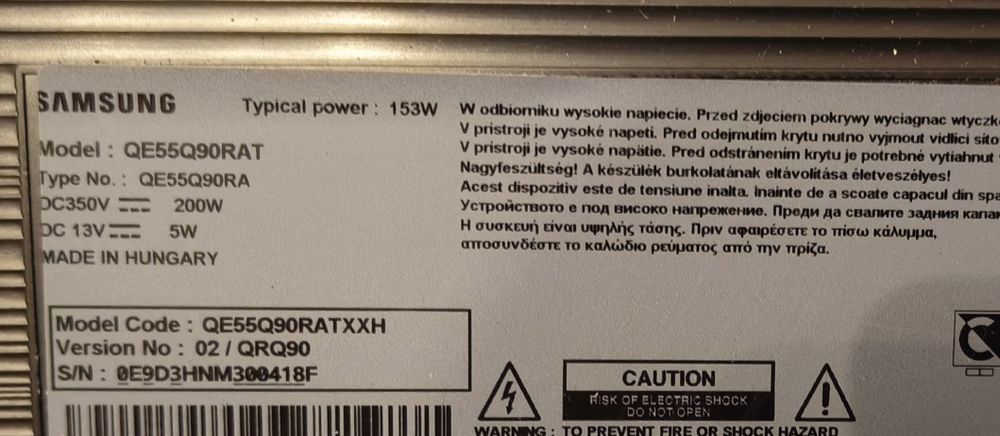 SAMSUNG
Typical power : 153W
Model : QE55Q90RAT
Type No. : QE55Q90RA
DC350V 200W
DC 13V 5W
MADE IN HUNGARY
W odbiorniku wysokie napiecie. Przed zdjeciem pokrywy wyciagnac wtyczk
V pristroji je vysoké napeti. Pred odejmutím krytu nutno vyjmout vidlici síto
V prístroji je vysoké napätie. Pred odstránením krytu je potrebné vytiahnut
Nagyfeszültség! A készülék burkolatának eltávolítása életveszélyes!
Acest dispozitiv este de tensiune inalta. Inainte de a scoate capacul din spa
Устройството е под високо напрежение. Преди да свалите задния капак
Η συσκευή είναι υψηλής τάσης. Πριν αφαιρέσετε το πίσω κάλυμμα,
αποσυνδέστε το καλώδιο ρεύματος από την πρίζα.
Model Code : QE55Q90RATXXH
Version No : 02 / QRQ90
S/N : 0E9D3HNM300418F
CAUTION
RISK OF ELECTRIC SHOCK
DO NOT OPEN
WARNING : TO PREVENT FIRE OR SHOCK HAZARD